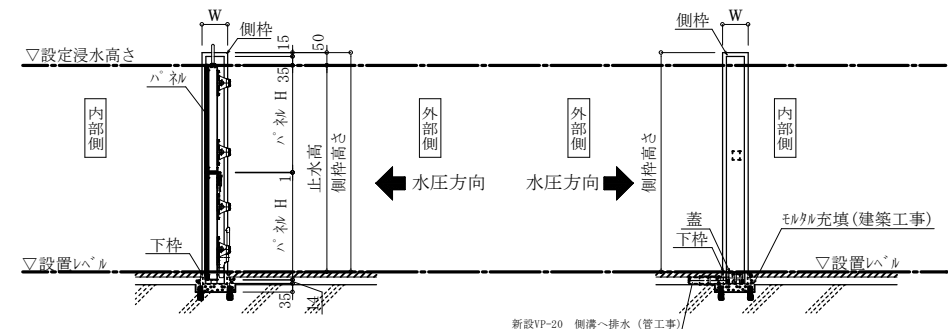 W
側枠
15
50
▽設定浸水高さ
パネル
35
パネル H
内部側
止水高
側枠高さ
外部側
水圧方向
1
パネル H
下枠
▽設置レベル
35
34
W
側枠
外部側
内部側
側枠高さ
水圧方向
蓋
下枠
モルタル充填(建築工事)
▽設置レベル
新設VP-20 側溝へ排水 (管工事)